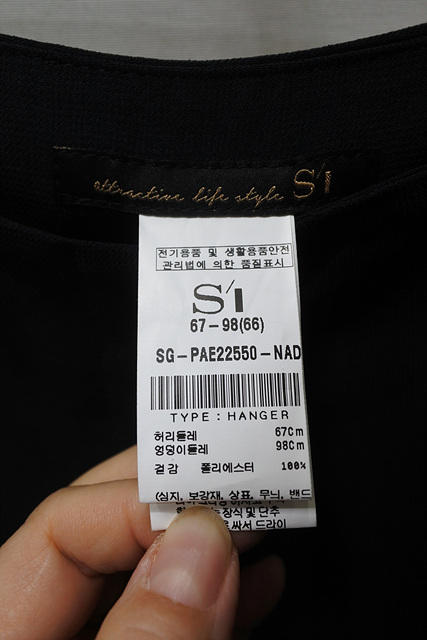 attractive life style S'I
전기용품 및 생활용품안전
관리법에 의한 품질표시
S'I
67-98(66)
SG-PAE22550-NAD
TYPE : HANGER
허리둘레 67Cm
엉덩이둘레 98Cm
겉감 폴리에스터 100%
(심지, 보강재, 상표, 무늬, 밴드
장식 및 단추
싸서 드라이